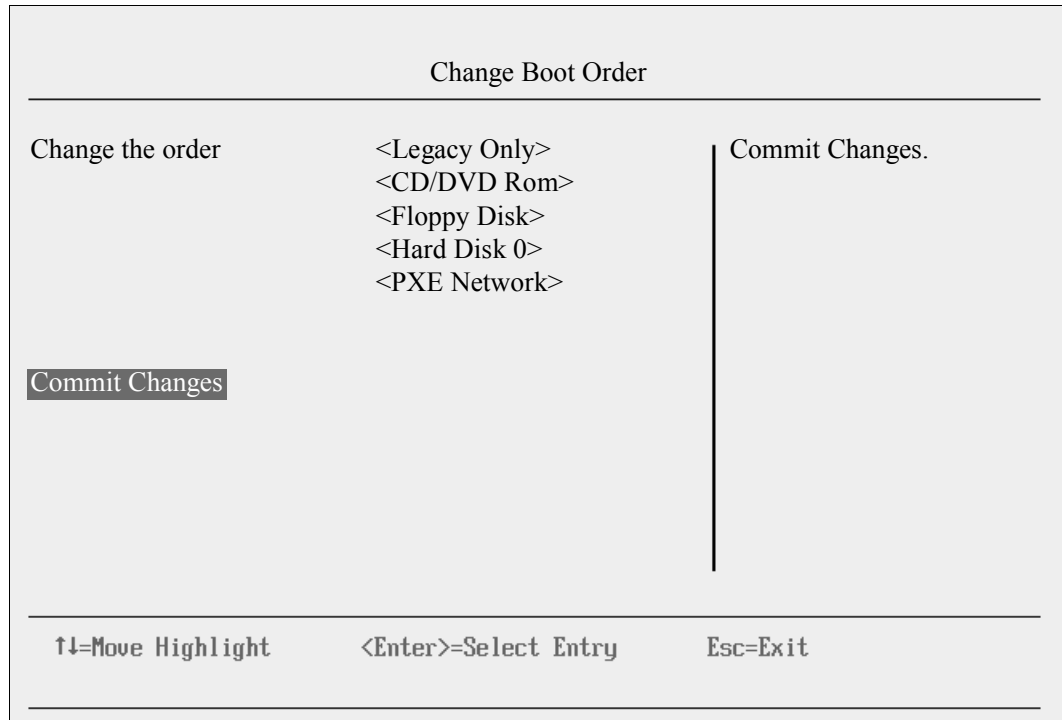 Change Boot Order
Change the order <Legacy Only> Commit Changes.
<CD/DVD Rom>
<Floppy Disk>
<Hard Disk 0>
<PXE Network>
Commit Changes
↑↓=Move Highlight <Enter>=Select Entry Esc=Exit